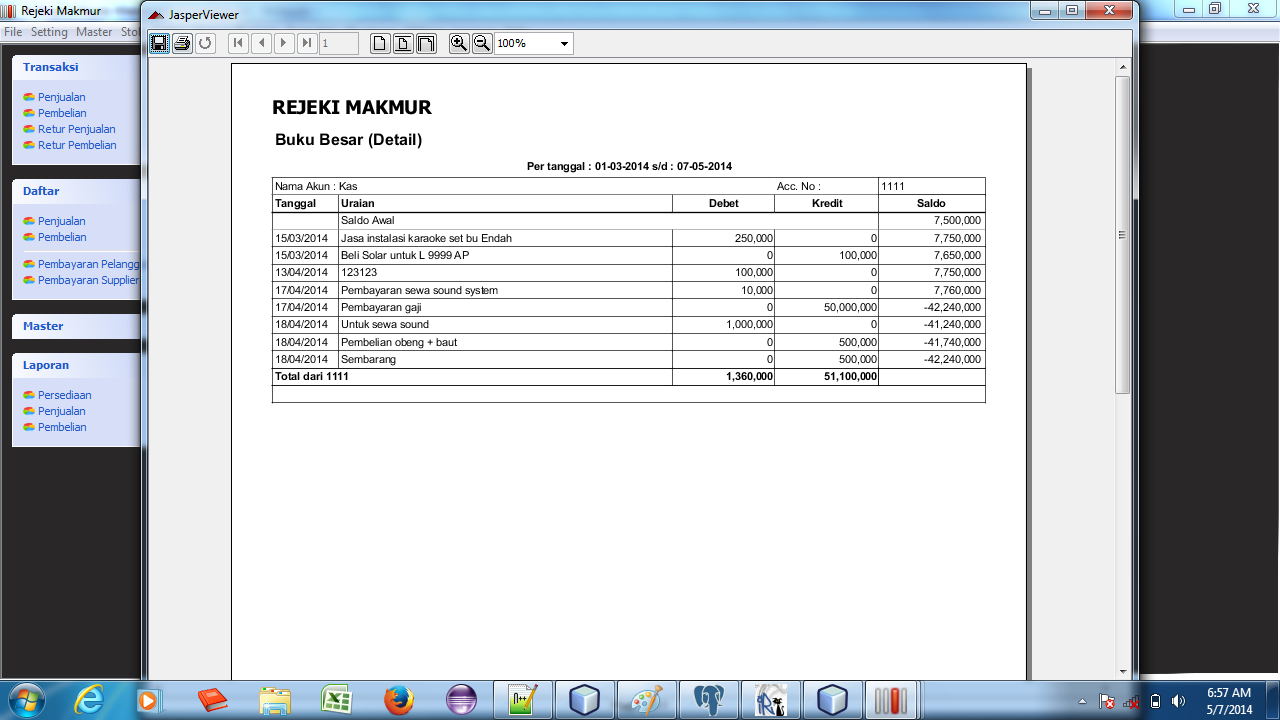 Rejeki Makmur
File Setting Master Sto
Transaksi
Penjualan
Pembelian
Retur Penjualan
Retur Pembelian
Daftar
Penjualan
Pembelian
Pembayaran Pelangg
Pembayaran Supplier
Master
Laporan
Persediaan
Penjualan
Pembelian
JasperViewer
1
100%
REJEKI MAKMUR
Buku Besar (Detail)
Per tanggal : 01-03-2014 s/d : 07-05-2014
Nama Akun : Kas Acc. No : 1111
Tanggal Uraian Debet Kredit Saldo
Saldo Awal 7,500,000
15/03/2014 Jasa instalasi karaoke set bu Endah 250,000 0 7,750,000
15/03/2014 Beli Solar untuk L 9999 AP 0 100,000 7,650,000
13/04/2014 123123 100,000 0 7,750,000
17/04/2014 Pembayaran sewa sound system 10,000 0 7,760,000
17/04/2014 Pembayaran gaji 0 50,000,000 -42,240,000
18/04/2014 Untuk sewa sound 1,000,000 0 -41,240,000
18/04/2014 Pembelian obeng + baut 0 500,000 -41,740,000
18/04/2014 Sembarang 0 500,000 -42,240,000
Total dari 1111 1,360,000 51,100,000
6:57 AM
5/7/2014